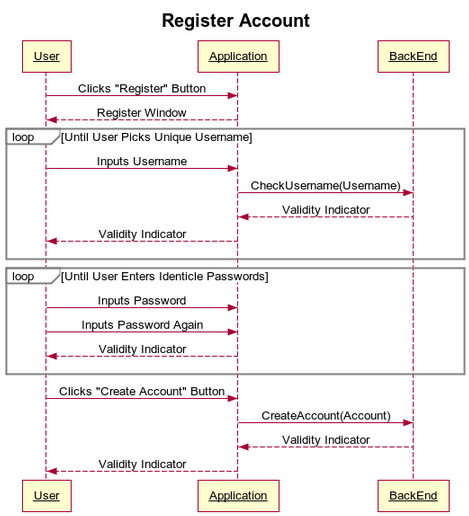 Register Account
User Application BackEnd
Clicks "Register" Button
Register Window
loop [Until User Picks Unique Username]
Inputs Username
CheckUsername(Username)
Validity Indicator
Validity Indicator
loop [Until User Enters Identicle Passwords]
Inputs Password
Inputs Password Again
Validity Indicator
Clicks "Create Account" Button
CreateAccount(Account)
Validity Indicator
Validity Indicator
User Application BackEnd